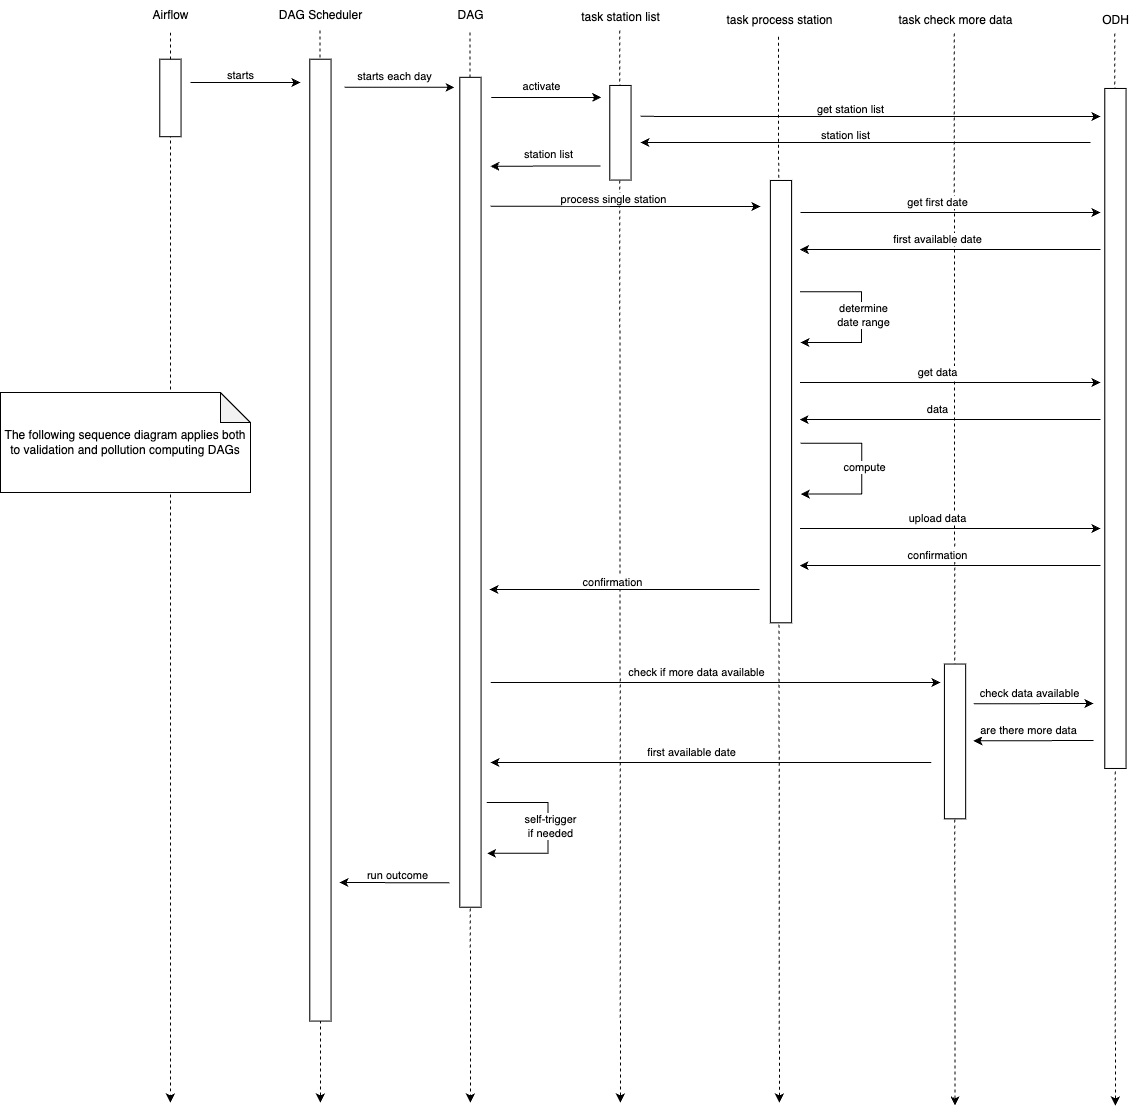 Airflow
DAG Scheduler
DAG
task station list
task process station
task check more data
ODH
starts
starts each day
activate
get station list
station list
station list
process single station
get first date
first available date
determine
date range
get data
data
The following sequence diagram applies both
to validation and pollution computing DAGs
compute
upload data
confirmation
confirmation
check if more data available
check data available
are there more data
first available date
self-trigger
if needed
run outcome